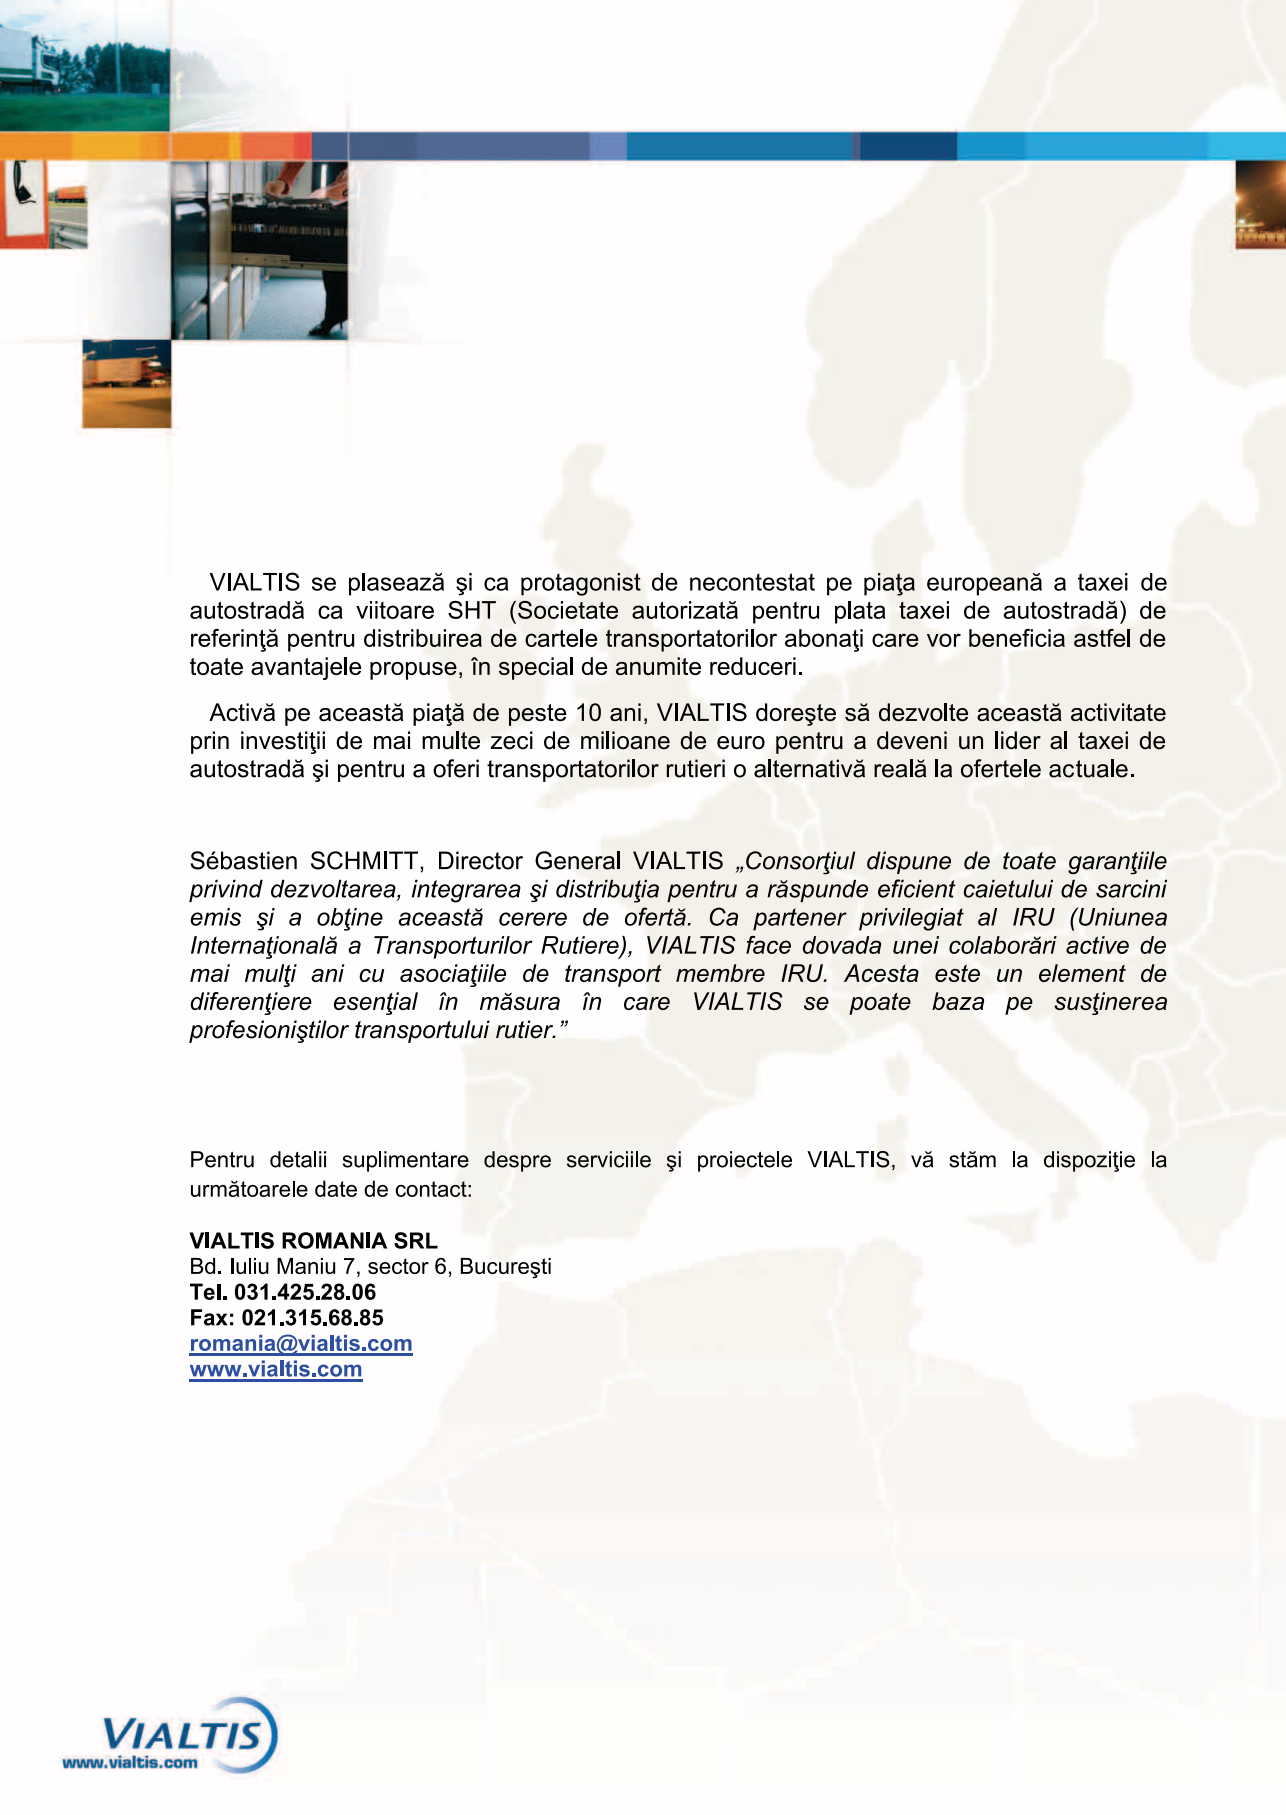 VIALTIS se plasează şi ca protagonist de necontestat pe piaţa europeană a taxei de
autostradă ca viitoare SHT (Societate autorizată pentru plata taxei de autostradă) de
referinţă pentru distribuirea de cartele transportatorilor abonaţi care vor beneficia astfel de
toate avantajele propuse, în special de anumite reduceri.
Activă pe această piaţă de peste 10 ani, VIALTIS doreşte să dezvolte această activitate
prin investiţii de mai multe zeci de milioane de euro pentru a deveni un lider al taxei de
autostradă şi pentru a oferi transportatorilor rutieri o alternativă reală la ofertele actuale.
Sébastien SCHMITT, Director General VIALTIS „Consorţiul dispune de toate garanţiile
privind dezvoltarea, integrarea şi distribuţia pentru a răspunde eficient caietului de sarcini
emis şi a obţine această cerere de ofertă. Ca partener privilegiat al IRU (Uniunea
Internaţională a Transporturilor Rutiere), VIALTIS face dovada unei colaborări active de
mai mulţi ani cu asociaţiile de transport membre IRU. Acesta este un element de
diferenţiere esenţial în măsura în care VIALTIS se poate baza pe susţinerea
profesioniştilor transportului rutier.”
Pentru detalii suplimentare despre serviciile şi proiectele VIALTIS, vă stăm la dispoziţie la
următoarele date de contact:
VIALTIS ROMANIA SRL
Bd. Iuliu Maniu 7, sector 6, Bucureşti
Tel. 031.425.28.06
Fax: 021.315.68.85
romania@vialtis.com
www.vialtis.com
VIALTIS
www.vialtis.com